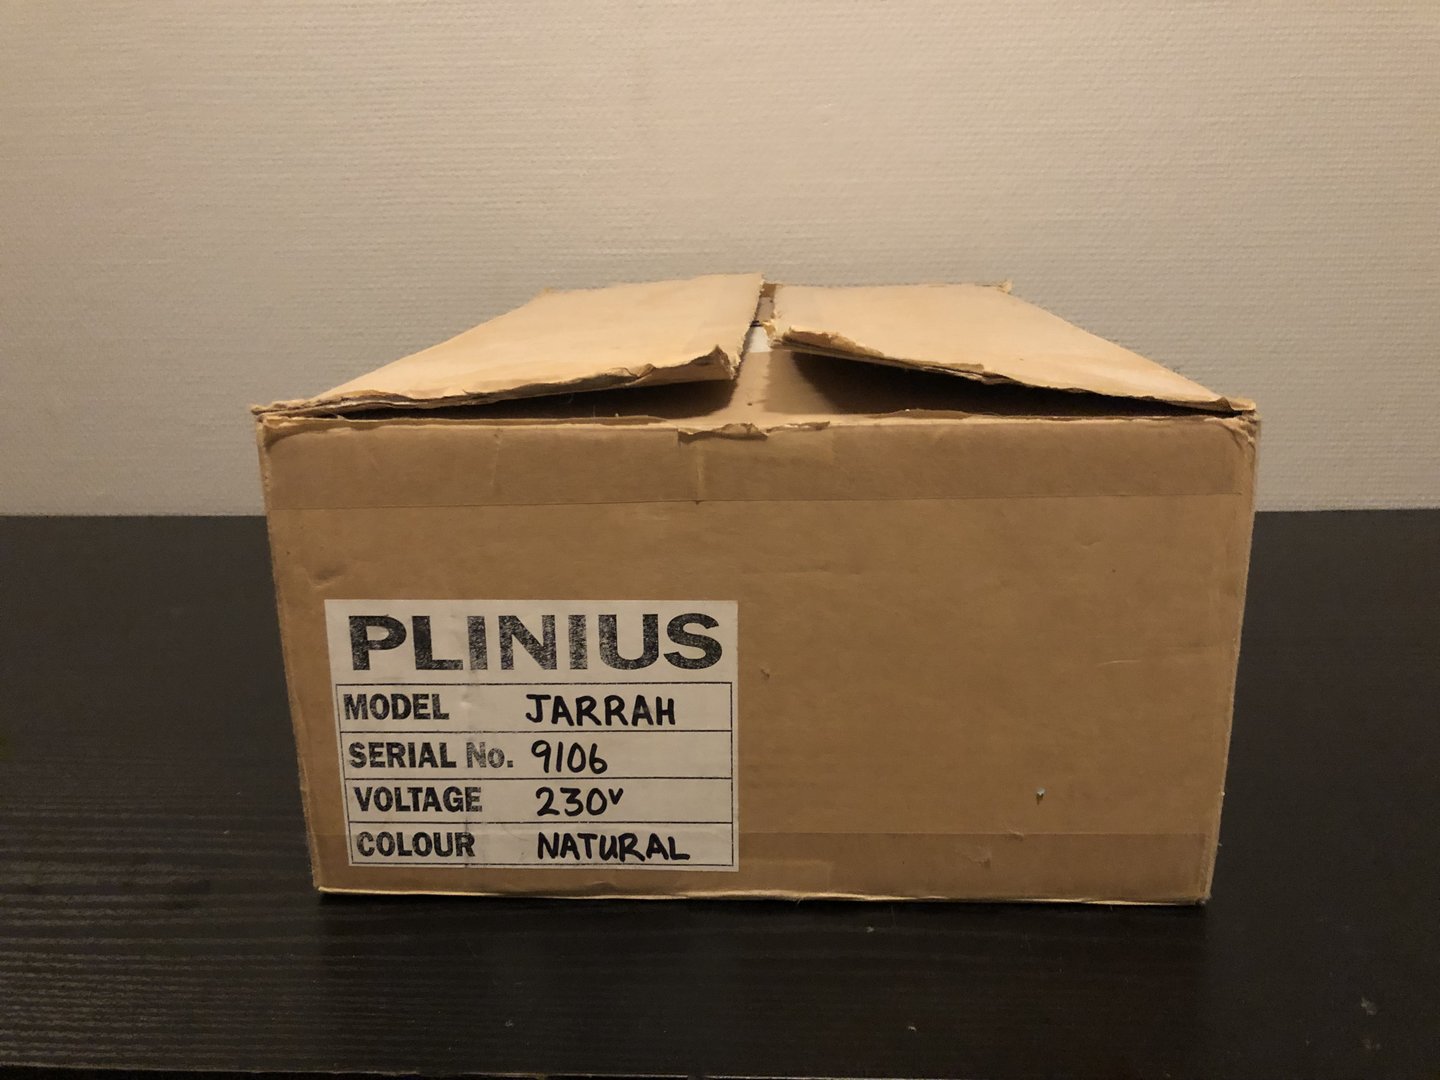 PLINIUS
MODEL JARRAH
SERIAL No. 9106
VOLTAGE 230V
COLOUR NATURAL